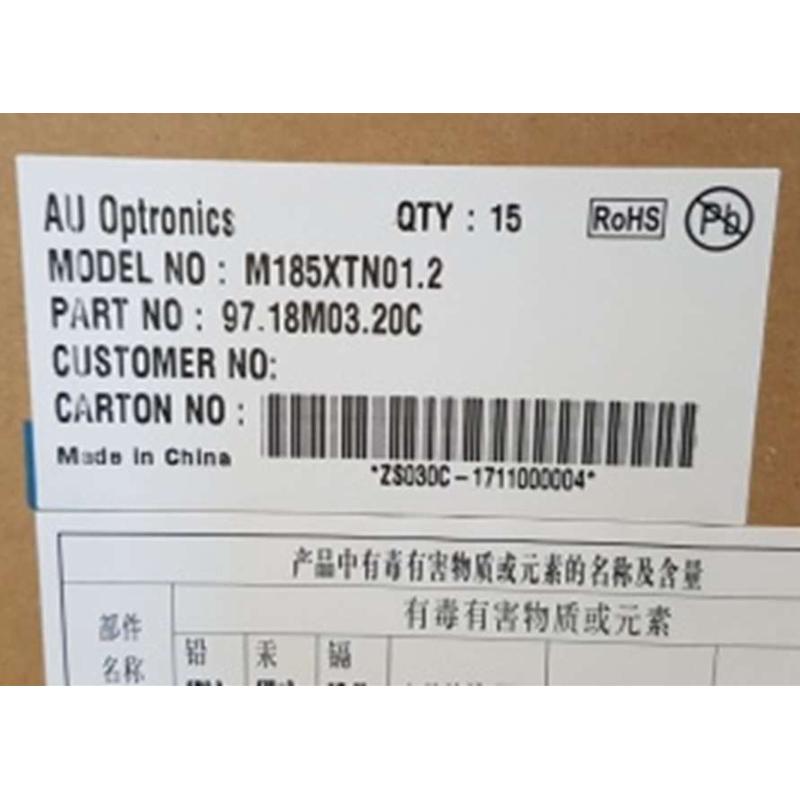 AU Optronics QTY : 15 RoHS Pb
MODEL NO : M185XTN01.2
PART NO : 97.18M03.20C
CUSTOMER NO:
CARTON NO :
*ZS030C-1711000004*
Made in China
产品中有毒有害物质或元素的名称及含量
部件
名称
有毒有害物质或元素
铅 汞 镉